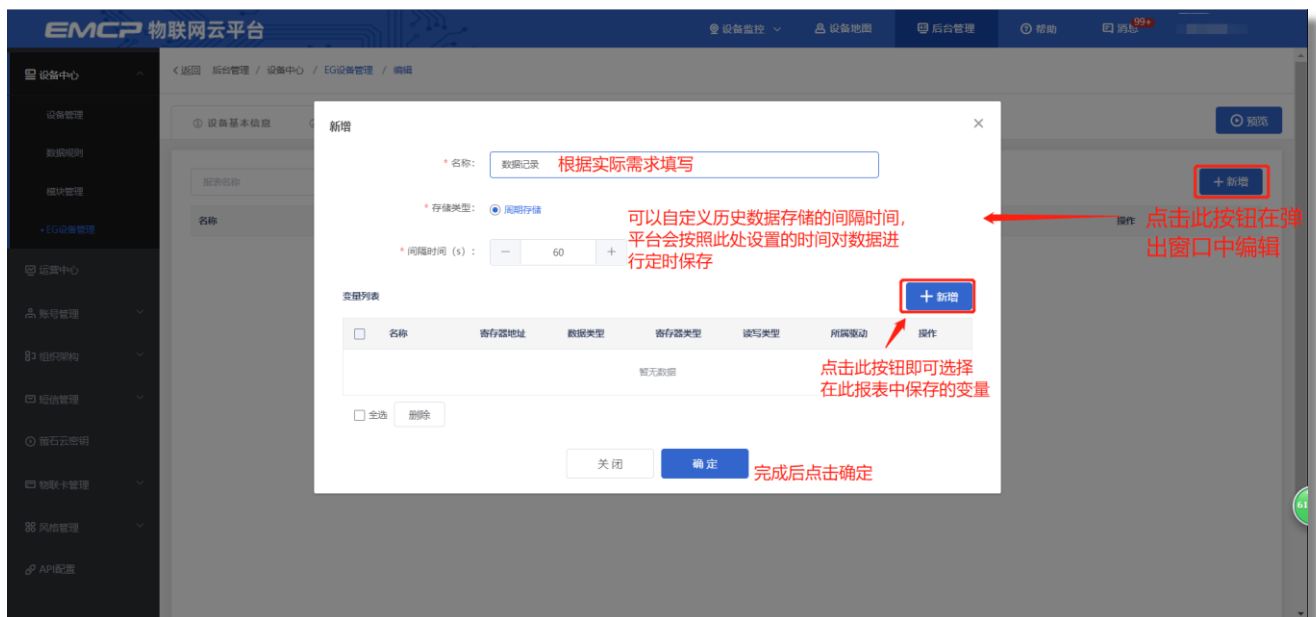 EMCP 物联网云平台
设备监控
设备地图
后台管理
帮助
消息
99+
设备中心
<返回 后台管理 / 设备中心 / EG设备管理 / 编辑
设备管理
数据规则
模块管理
• EG设备管理
运营中心
账号管理
组织架构
短信管理
萤石云密钥
物联卡管理
风格管理
API配置
① 设备基本信息
预览
报表名称
+ 新增
名称
操作
点击此按钮在弹
出窗口中编辑
新增
* 名称: 数据记录
根据实际需求填写
* 存储类型: 周期存储
* 间隔时间 (s) : — 60 +
可以自定义历史数据存储的间隔时间,
平台会按照此处设置的时间对数据进
行定时保存
变量列表
+ 新增
名称 寄存器地址 数据类型 寄存器类型 读写类型 所属驱动 操作
暂无数据
点击此按钮即可选择
在此报表中保存的变量
全选 删除
关闭 确定
完成后点击确定
61